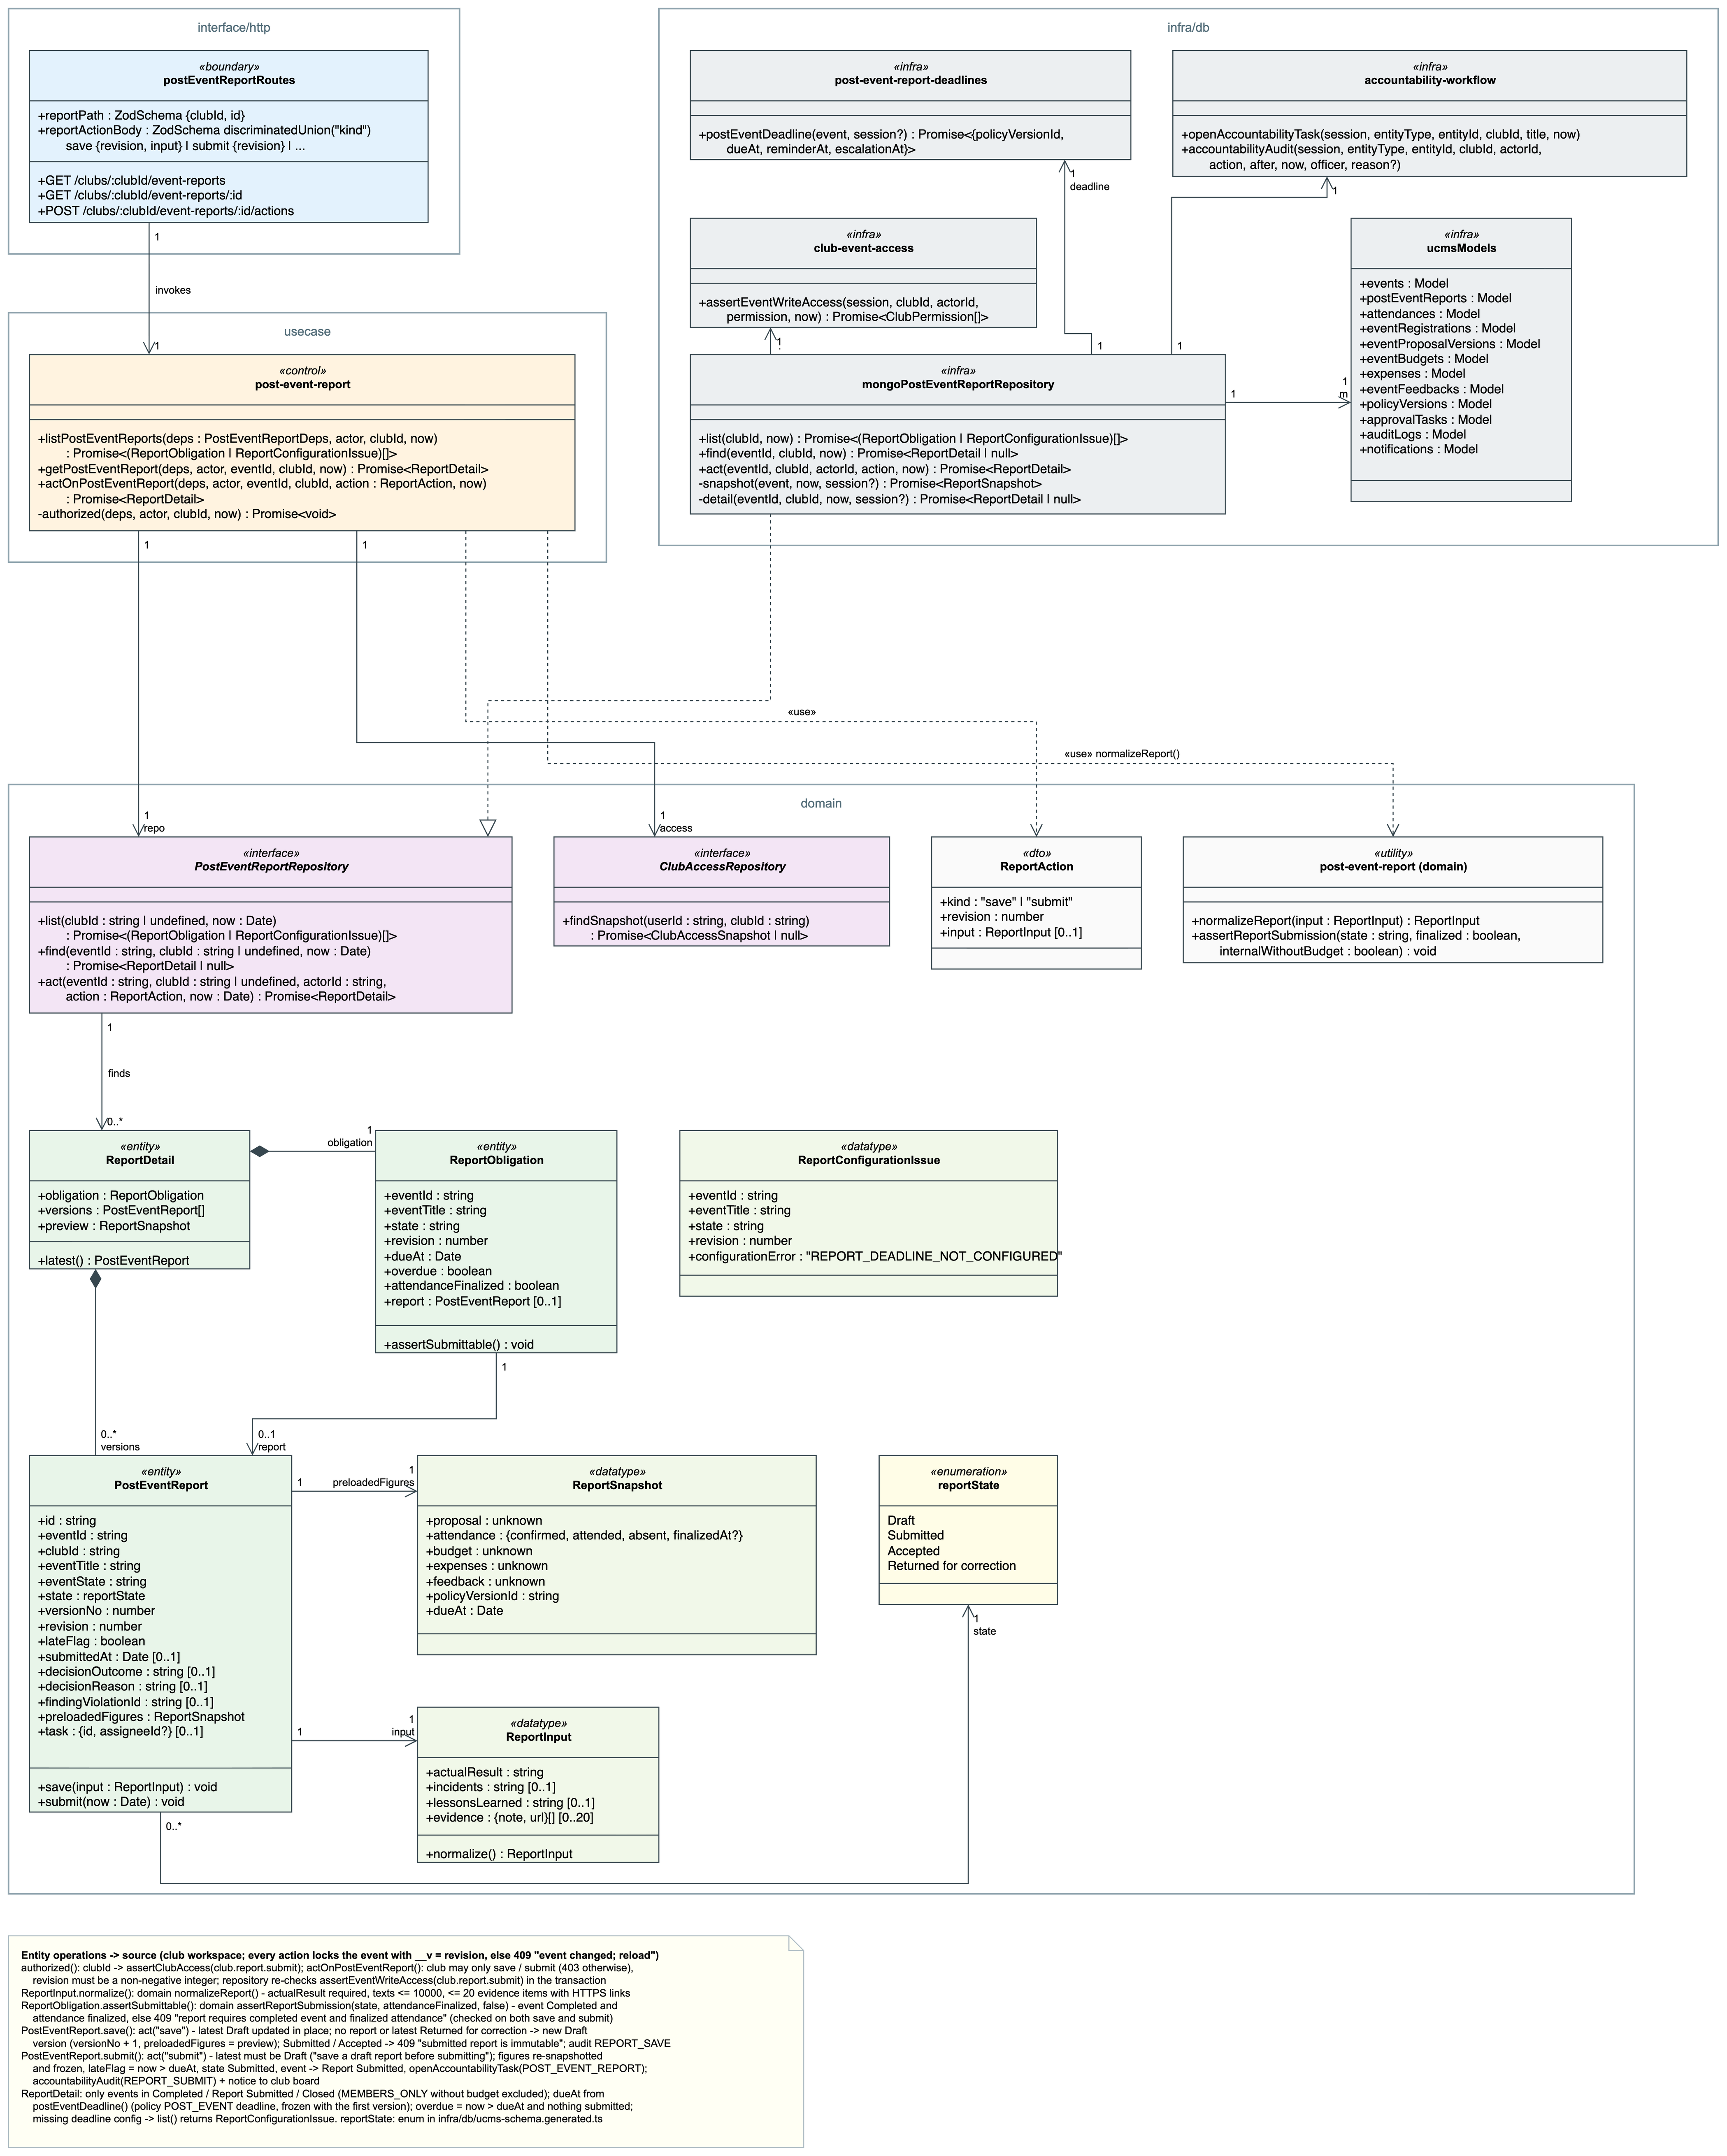 interface/http
«boundary»
postEventReportRoutes
+reportPath : ZodSchema {clubId, id}
+reportActionBody : ZodSchema discriminatedUnion("kind")
save {revision, input} | submit {revision} | ...
+GET /clubs/:clubId/event-reports
+GET /clubs/:clubId/event-reports/:id
+POST /clubs/:clubId/event-reports/:id/actions
1
invokes
1
usecase
«control»
post-event-report
+listPostEventReports(deps : PostEventReportDeps, actor, clubId, now)
: Promise<(ReportObligation | ReportConfigurationIssue)[]>
+getPostEventReport(deps, actor, eventId, clubId, now) : Promise<ReportDetail>
+actOnPostEventReport(deps, actor, eventId, clubId, action : ReportAction, now)
: Promise<ReportDetail>
-authorized(deps, actor, clubId, now) : Promise<void>
1
1
infra/db
«infra»
post-event-report-deadlines
+postEventDeadline(event, session?) : Promise<{policyVersionId,
dueAt, reminderAt, escalationAt}>
1
deadline
«infra»
accountability-workflow
+openAccountabilityTask(session, entityType, entityId, clubId, title, now)
+accountabilityAudit(session, entityType, entityId, clubId, actorId,
action, after, now, officer, reason?)
1
«infra»
club-event-access
+assertEventWriteAccess(session, clubId, actorId,
permission, now) : Promise<ClubPermission[]>
1
1
1
«infra»
mongoPostEventReportRepository
+list(clubId, now) : Promise<(ReportObligation | ReportConfigurationIssue)[]>
+find(eventId, clubId, now) : Promise<ReportDetail | null>
+act(eventId, clubId, actorId, action, now) : Promise<ReportDetail>
-snapshot(event, now, session?) : Promise<ReportSnapshot>
-detail(eventId, clubId, now, session?) : Promise<ReportDetail | null>
1
1
m
«infra»
ucmsModels
+events : Model
+postEventReports : Model
+attendances : Model
+eventRegistrations : Model
+eventProposalVersions : Model
+eventBudgets : Model
+expenses : Model
+eventFeedbacks : Model
+policyVersions : Model
+approvalTasks : Model
+auditLogs : Model
+notifications : Model
«use»
«use» normalizeReport()
domain
1
repo
1
access
«interface»
PostEventReportRepository
+list(clubId : string | undefined, now : Date)
: Promise<(ReportObligation | ReportConfigurationIssue)[]>
+find(eventId : string, clubId : string | undefined, now : Date)
: Promise<ReportDetail | null>
+act(eventId : string, clubId : string | undefined, actorId : string,
action : ReportAction, now : Date) : Promise<ReportDetail>
«interface»
ClubAccessRepository
+findSnapshot(userId : string, clubId : string)
: Promise<ClubAccessSnapshot | null>
«dto»
ReportAction
+kind : "save" | "submit"
+revision : number
+input : ReportInput [0..1]
«utility»
post-event-report (domain)
+normalizeReport(input : ReportInput) : ReportInput
+assertReportSubmission(state : string, finalized : boolean,
internalWithoutBudget : boolean) : void
1
finds
0..*
«entity»
ReportDetail
+obligation : ReportObligation
+versions : PostEventReport[]
+preview : ReportSnapshot
+latest() : PostEventReport
1
obligation
«entity»
ReportObligation
+eventId : string
+eventTitle : string
+state : string
+revision : number
+dueAt : Date
+overdue : boolean
+attendanceFinalized : boolean
+report : PostEventReport [0..1]
+assertSubmittable() : void
«datatype»
ReportConfigurationIssue
+eventId : string
+eventTitle : string
+state : string
+revision : number
+configurationError : "REPORT_DEADLINE_NOT_CONFIGURED"
1
0..*
versions
0..1
report
«entity»
PostEventReport
+id : string
+eventId : string
+clubId : string
+eventTitle : string
+eventState : string
+state : reportState
+versionNo : number
+revision : number
+lateFlag : boolean
+submittedAt : Date [0..1]
+decisionOutcome : string [0..1]
+decisionReason : string [0..1]
+findingViolationId : string [0..1]
+preloadedFigures : ReportSnapshot
+task : {id, assigneeId?} [0..1]
+save(input : ReportInput) : void
+submit(now : Date) : void
1
1
preloadedFigures
«datatype»
ReportSnapshot
+proposal : unknown
+attendance : {confirmed, attended, absent, finalizedAt?}
+budget : unknown
+expenses : unknown
+feedback : unknown
+policyVersionId : string
+dueAt : Date
«enumeration»
reportState
Draft
Submitted
Accepted
Returned for correction
1
state
1
1
input
«datatype»
ReportInput
+actualResult : string
+incidents : string [0..1]
+lessonsLearned : string [0..1]
+evidence : {note, url}[] [0..20]
+normalize() : ReportInput
0..*
Entity operations -> source (club workspace; every action locks the event with __v = revision, else 409 "event changed; reload")
authorized(): clubId -> assertClubAccess(club.report.submit); actOnPostEventReport(): club may only save / submit (403 otherwise),
revision must be a non-negative integer; repository re-checks assertEventWriteAccess(club.report.submit) in the transaction
ReportInput.normalize(): domain normalizeReport() - actualResult required, texts <= 10000, <= 20 evidence items with HTTPS links
ReportObligation.assertSubmittable(): domain assertReportSubmission(state, attendanceFinalized, false) - event Completed and
attendance finalized, else 409 "report requires completed event and finalized attendance" (checked on both save and submit)
PostEventReport.save(): act("save") - latest Draft updated in place; no report or latest Returned for correction -> new Draft
version (versionNo + 1, preloadedFigures = preview); Submitted / Accepted -> 409 "submitted report is immutable"; audit REPORT_SAVE
PostEventReport.submit(): act("submit") - latest must be Draft ("save a draft report before submitting"); figures re-snapshotted
and frozen, lateFlag = now > dueAt, state Submitted, event -> Report Submitted, openAccountabilityTask(POST_EVENT_REPORT);
accountabilityAudit(REPORT_SUBMIT) + notice to club board
ReportDetail: only events in Completed / Report Submitted / Closed (MEMBERS_ONLY without budget excluded); dueAt from
postEventDeadline() (policy POST_EVENT deadline, frozen with the first version); overdue = now > dueAt and nothing submitted;
missing deadline config -> list() returns ReportConfigurationIssue. reportState: enum in infra/db/ucms-schema.generated.ts